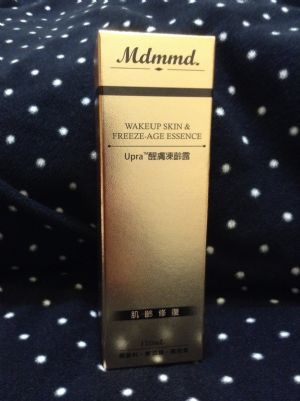 Mdmmd.
WAKEUP SKIN &
FREEZE-AGE ESSENCE
Upra™醒膚凍齡露
肌齡修復
120mL